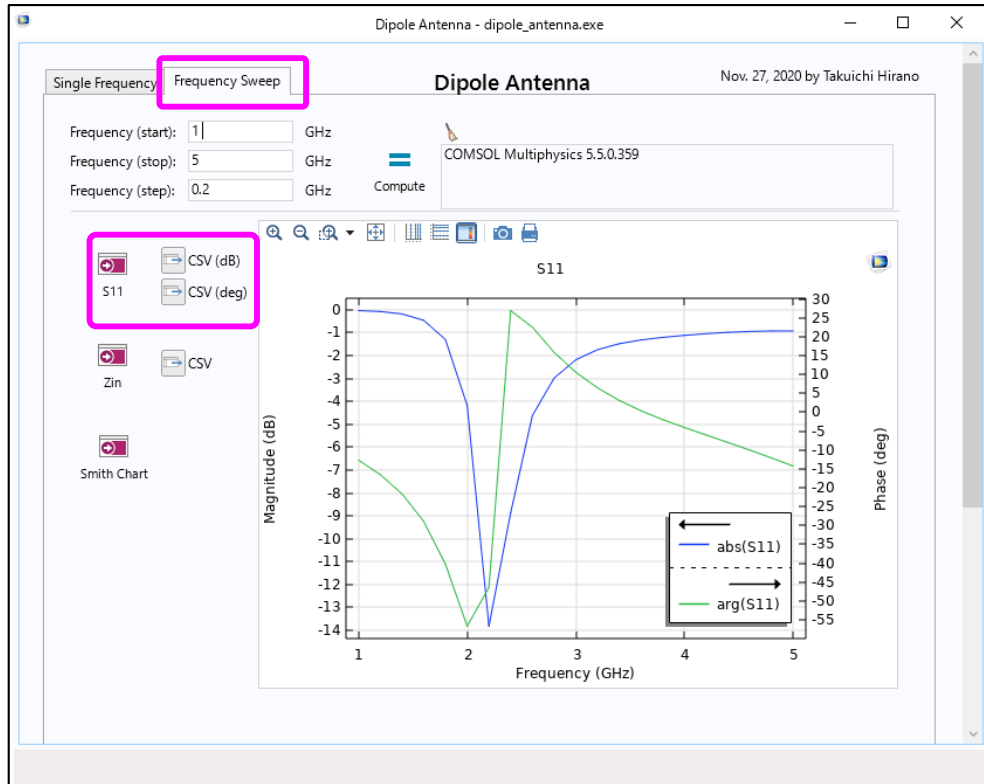 Dipole Antenna - dipole_antenna.exe
Single Frequency
Frequency Sweep
Dipole Antenna
Nov. 27, 2020 by Takuichi Hirano
Frequency (start): 1 GHz
Frequency (stop): 5 GHz
Frequency (step): 0.2 GHz
=
Compute
COMSOL Multiphysics 5.5.0.359
S11
CSV (dB)
CSV (deg)
Zin
CSV
Smith Chart
S11
Magnitude (dB)
0
-1
-2
-3
-4
-5
-6
-7
-8
-9
-10
-11
-12
-13
-14
30
25
20
15
10
5
0
-5
-10
-15
-20
-25
-30
-35
-40
-45
-50
-55
Phase (deg)
abs(S11)
arg(S11)
1 2 3 4 5
Frequency (GHz)